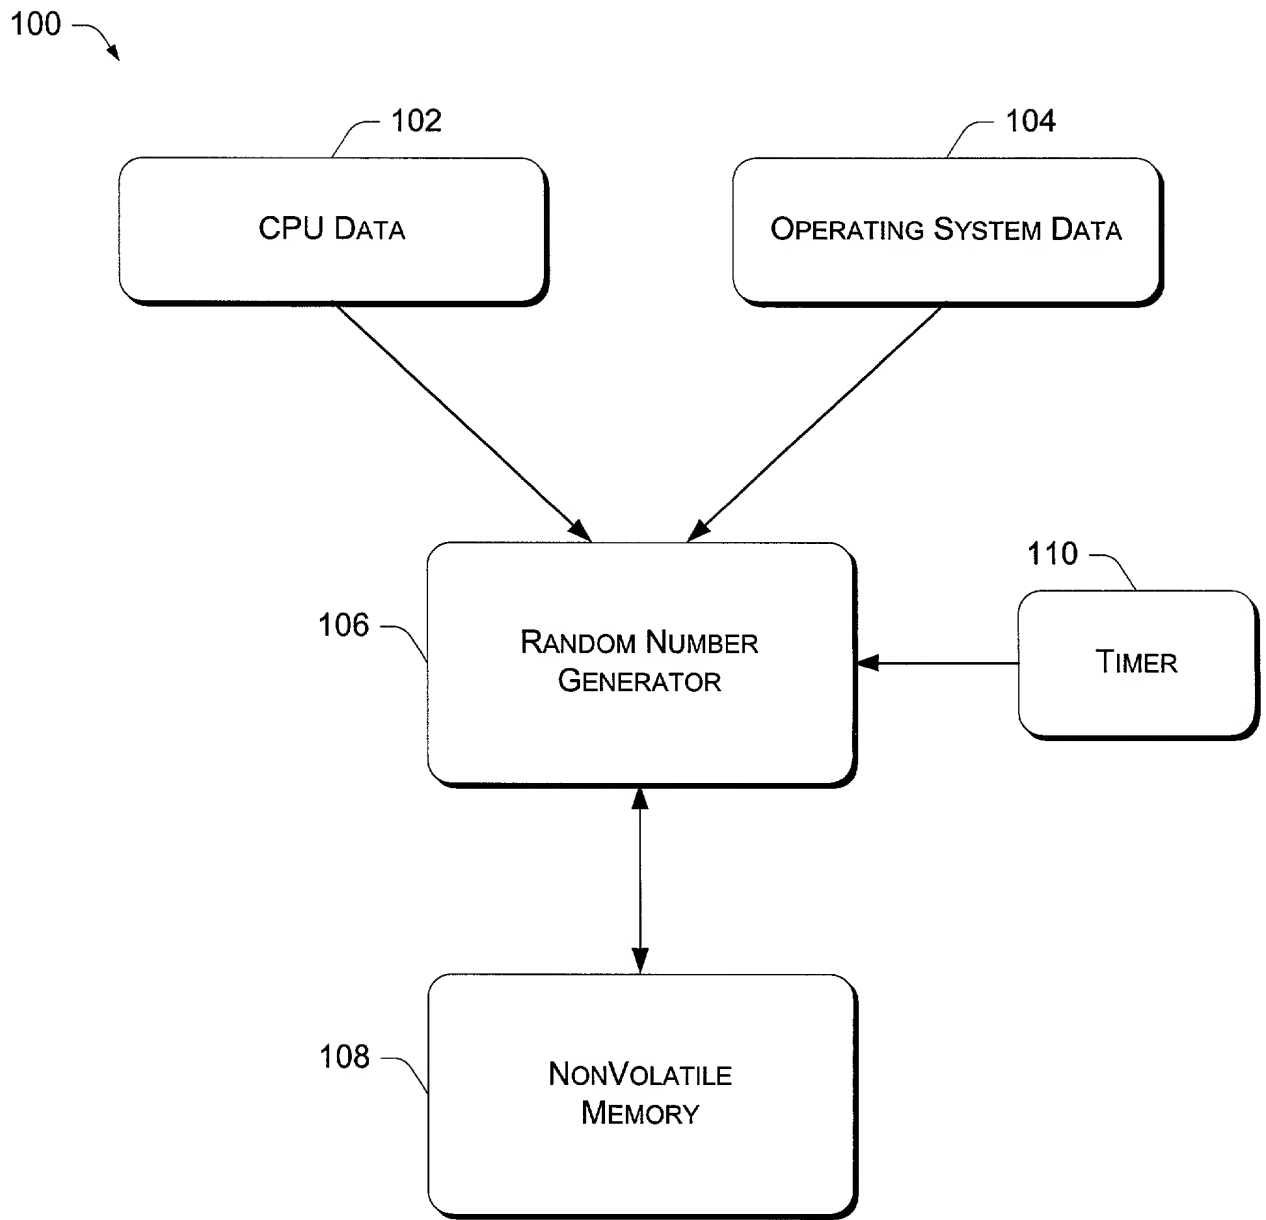 100
102
104
CPU DATA
OPERATING SYSTEM DATA
110
106
RANDOM NUMBER
GENERATOR
TIMER
108
NONVOLATILE
MEMORY